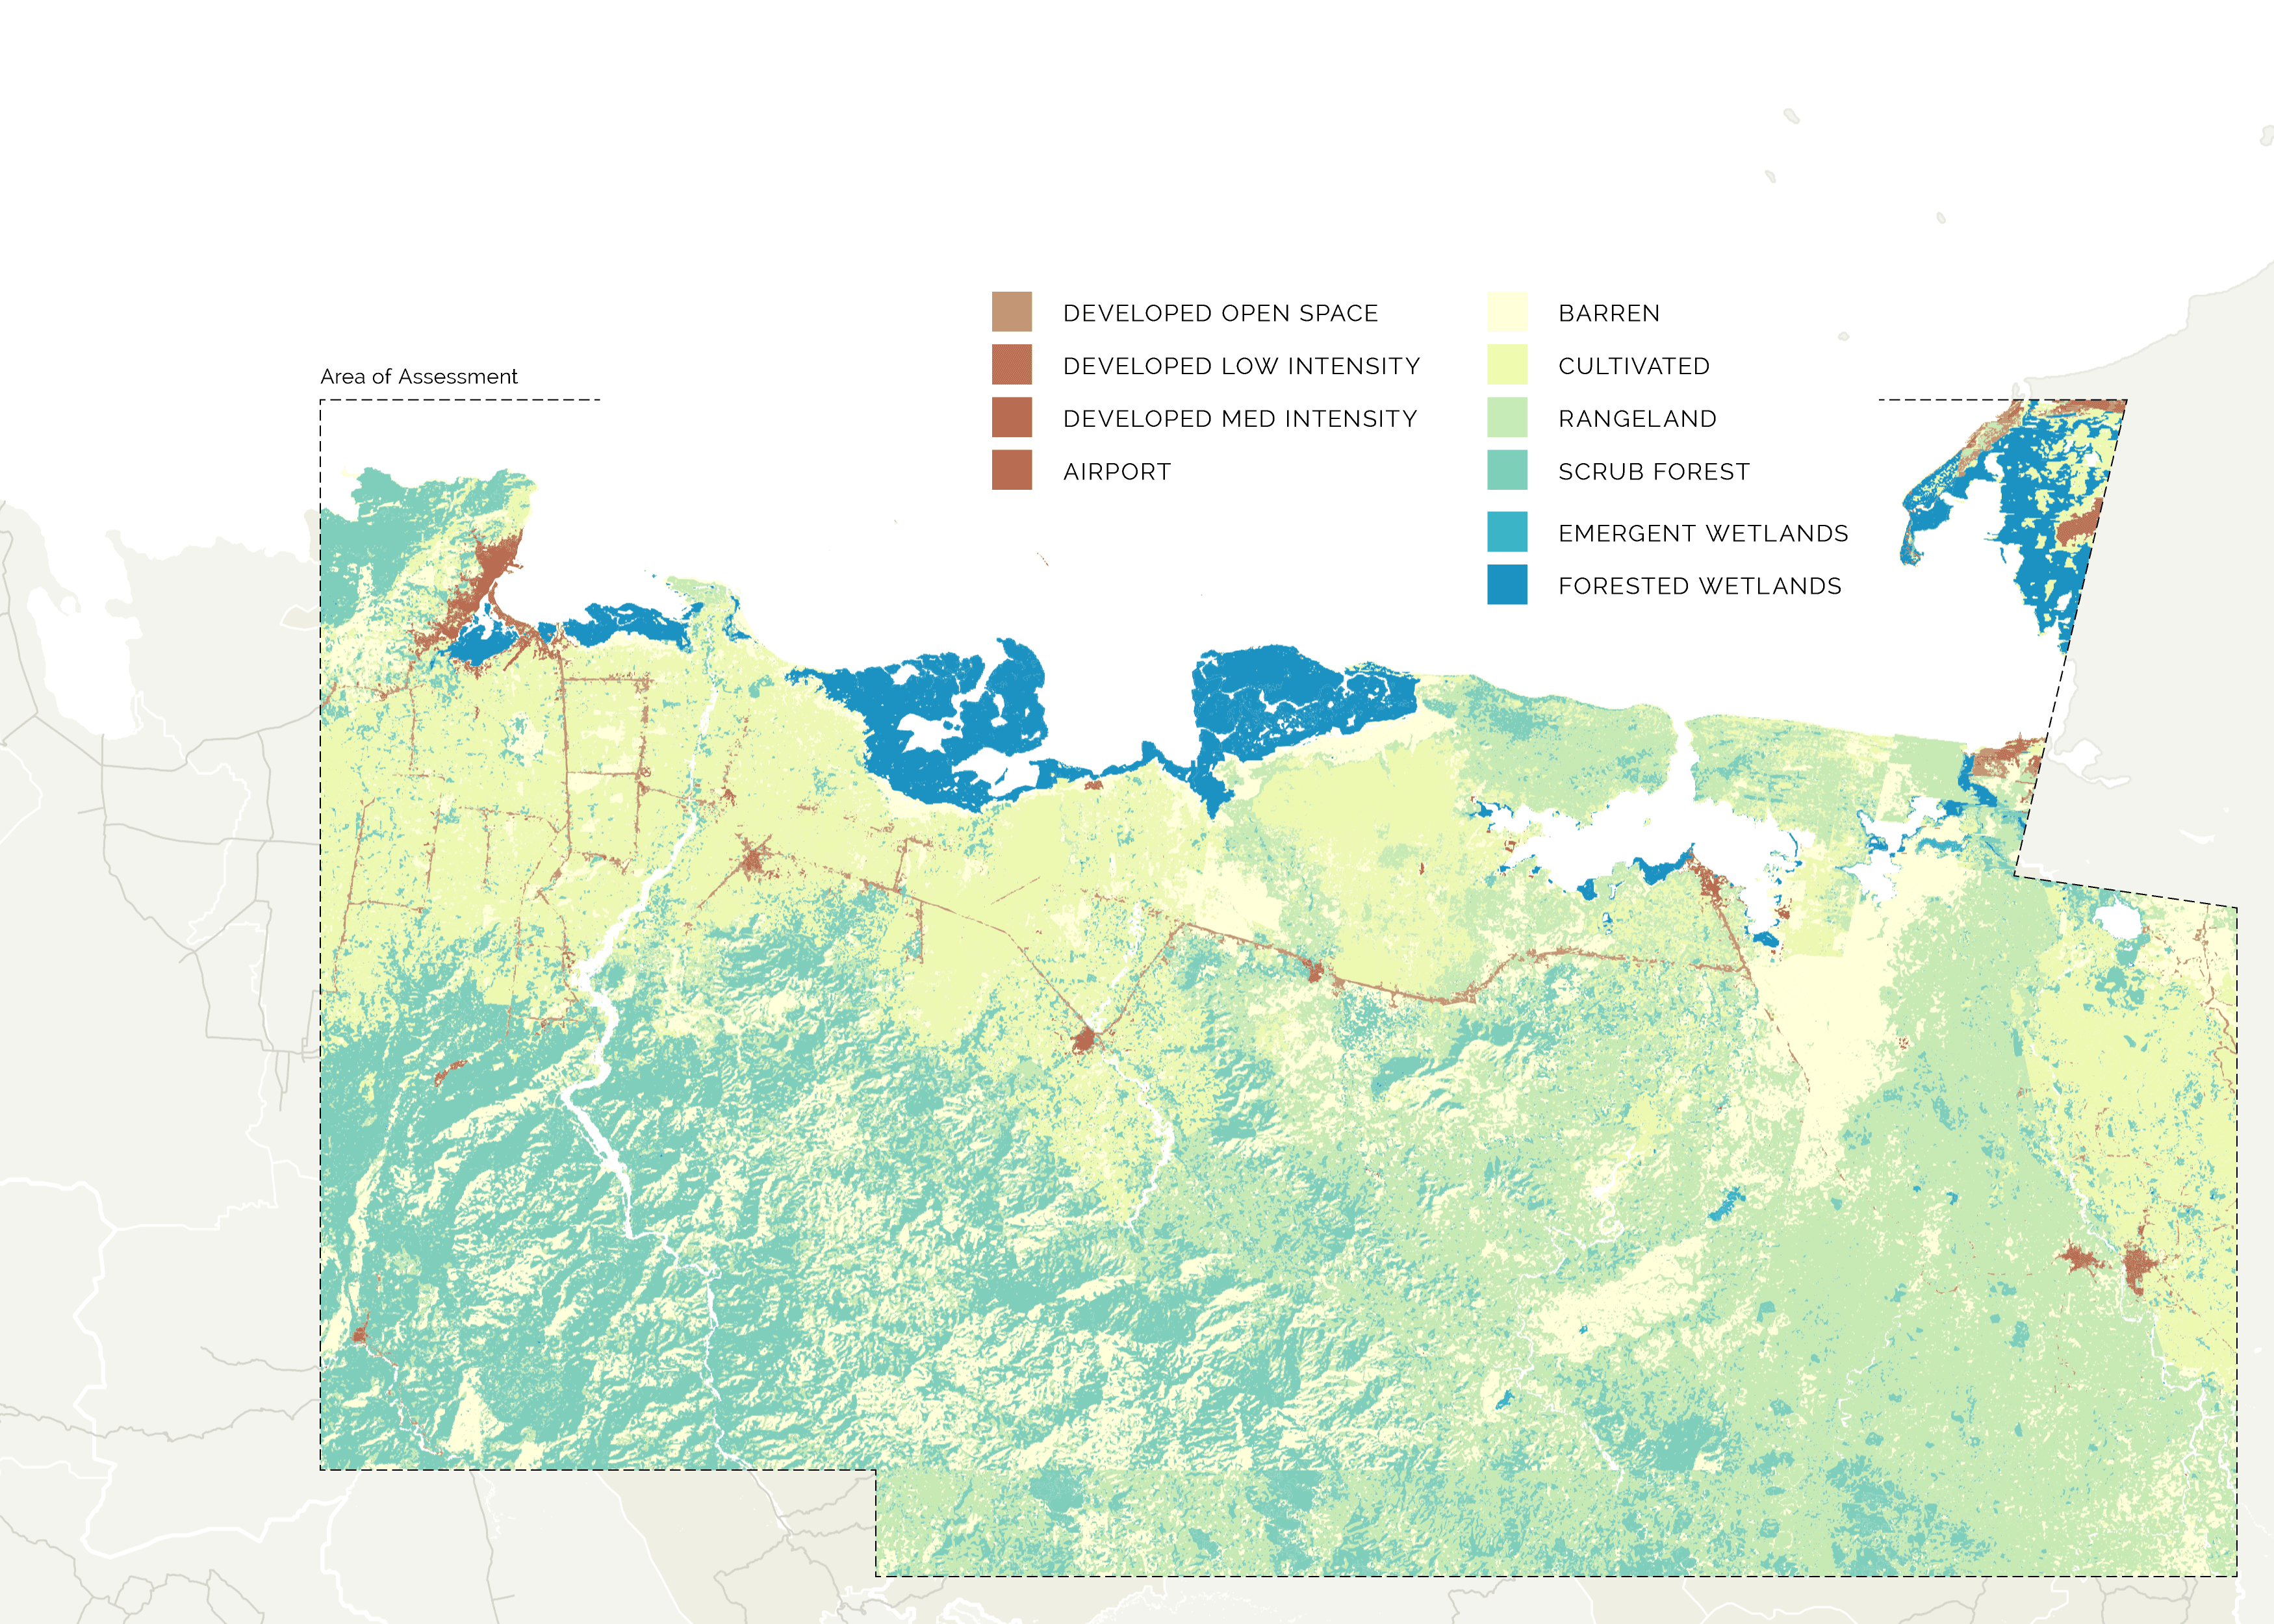 Area of Assessment
DEVELOPED OPEN SPACE
DEVELOPED LOW INTENSITY
DEVELOPED MED INTENSITY
AIRPORT
BARREN
CULTIVATED
RANGELAND
SCRUB FOREST
EMERGENT WETLANDS
FORESTED WETLANDS